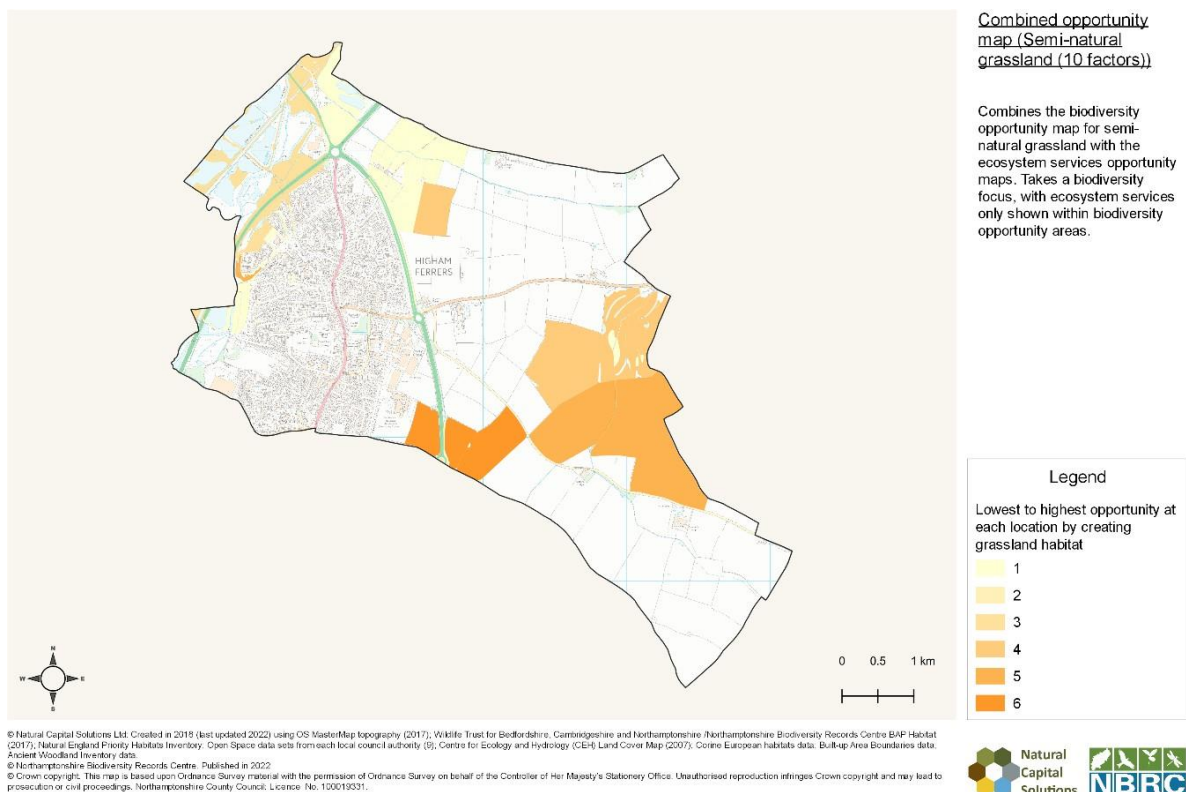 Combined opportunity
map (Semi-natural
grassland (10 factors))
Combines the biodiversity
opportunity map for semi-
natural grassland with the
ecosystem services opportunity
maps. Takes a biodiversity
focus, with ecosystem services
only shown within biodiversity
opportunity areas.
HIGHAM
FERRERS
Legend
Lowest to highest opportunity at
each location by creating
grassland habitat
1
2
3
4
5
6
N
W E
S
0 0.5 1 km
© Natural Capital Solutions Ltd: Created in 2018 (last updated 2022) using OS MasterMap topography (2017); Wildlife Trust for Bedfordshire, Cambridgeshire and Northamptonshire /Northamptonshire Biodiversity Records Centre BAP Habitat
(2017); Natural England Priority Habitats Inventory; Open Space data sets from each local council authority (9); Centre for Ecology and Hydrology (CEH) Land Cover Map (2007); Corine European habitats data; Built-up Area Boundaries data,
Ancient Woodland Inventory data.
© Northamptonshire Biodiversity Records Centre. Published in 2022
© Crown copyright. This map is based upon Ordnance Survey material with the permission of Ordnance Survey on behalf of the Controller of Her Majesty's Stationery Office. Unauthorised reproduction infringes Crown copyright and may lead to
prosecution or civil proceedings. Northamptonshire County Council: Licence No. 100019331.
Natural
Capital
Solutions
NBRC